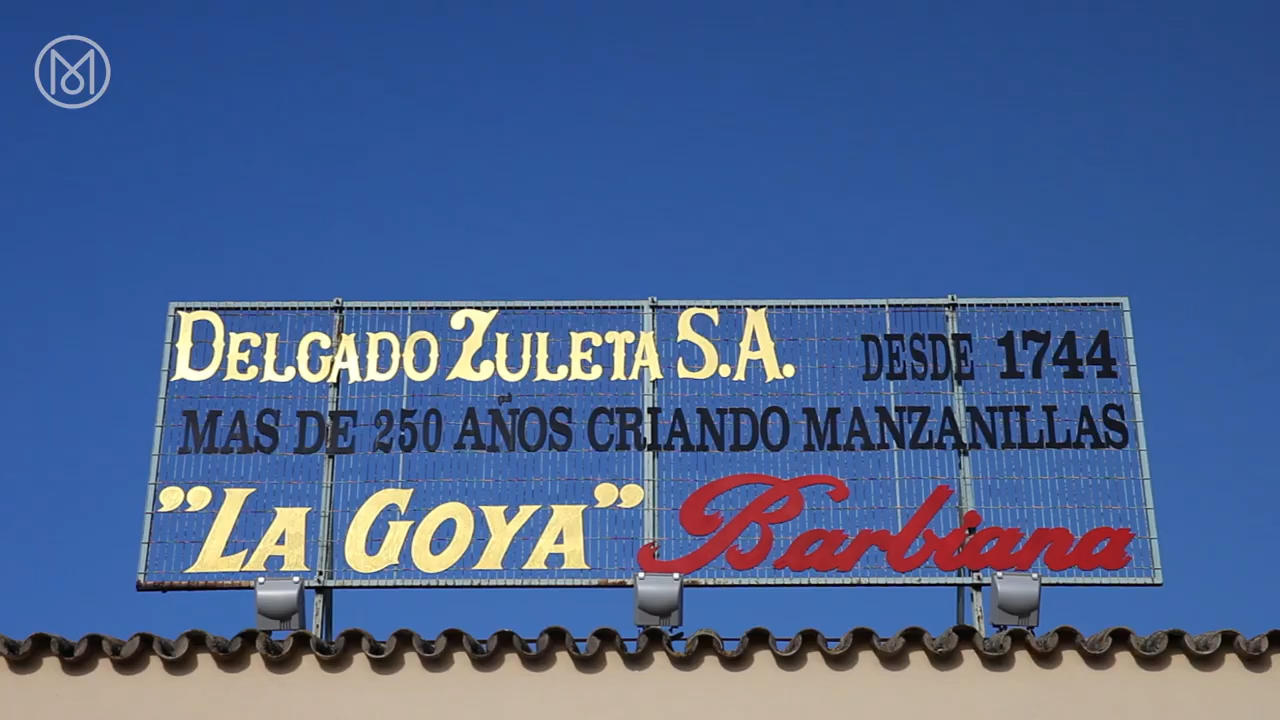 DELGADO ZULETA S.A. DESDE 1744
MAS DE 250 AÑOS CRIANDO MANZANILLAS
"LA GOYA" Barbiana